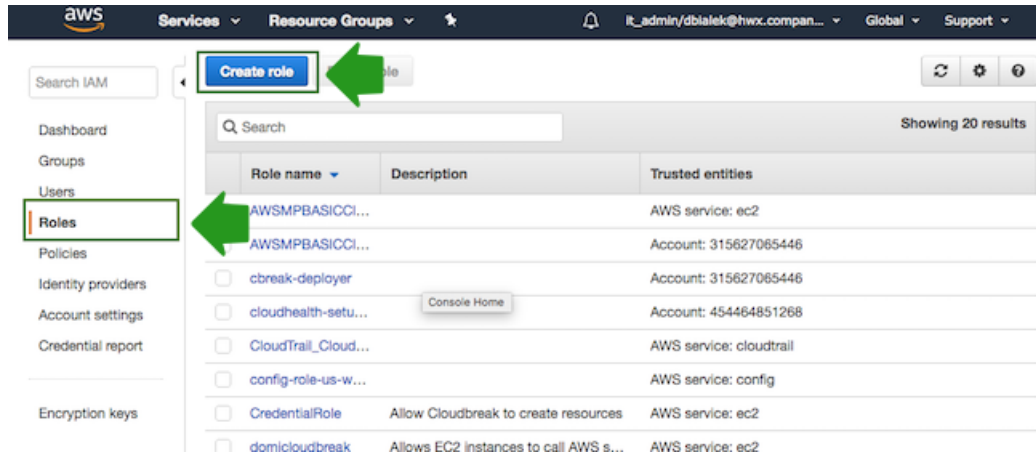 aws Services Resource Groups it_admin/dbialek@hwx.compan... Global Support
Search IAM
Create role
Dashboard
Groups
Users
Roles
Policies
Identity providers
Account settings
Credential report
Encryption keys
Search
Showing 20 results
Role name Description Trusted entities
AWSMPBASICCI... AWS service: ec2
AWSMPBASICCI... Account: 315627065446
cbreak-deployer Account: 315627065446
Console Home
cloudhealth-setu... Account: 454464851268
CloudTrail_Cloud... AWS service: cloudtrail
config-role-us-w... AWS service: config
CredentialRole Allow Cloudbreak to create resources AWS service: ec2
domicloudbreak Allows EC2 instances to call AWS s... AWS service: ec2